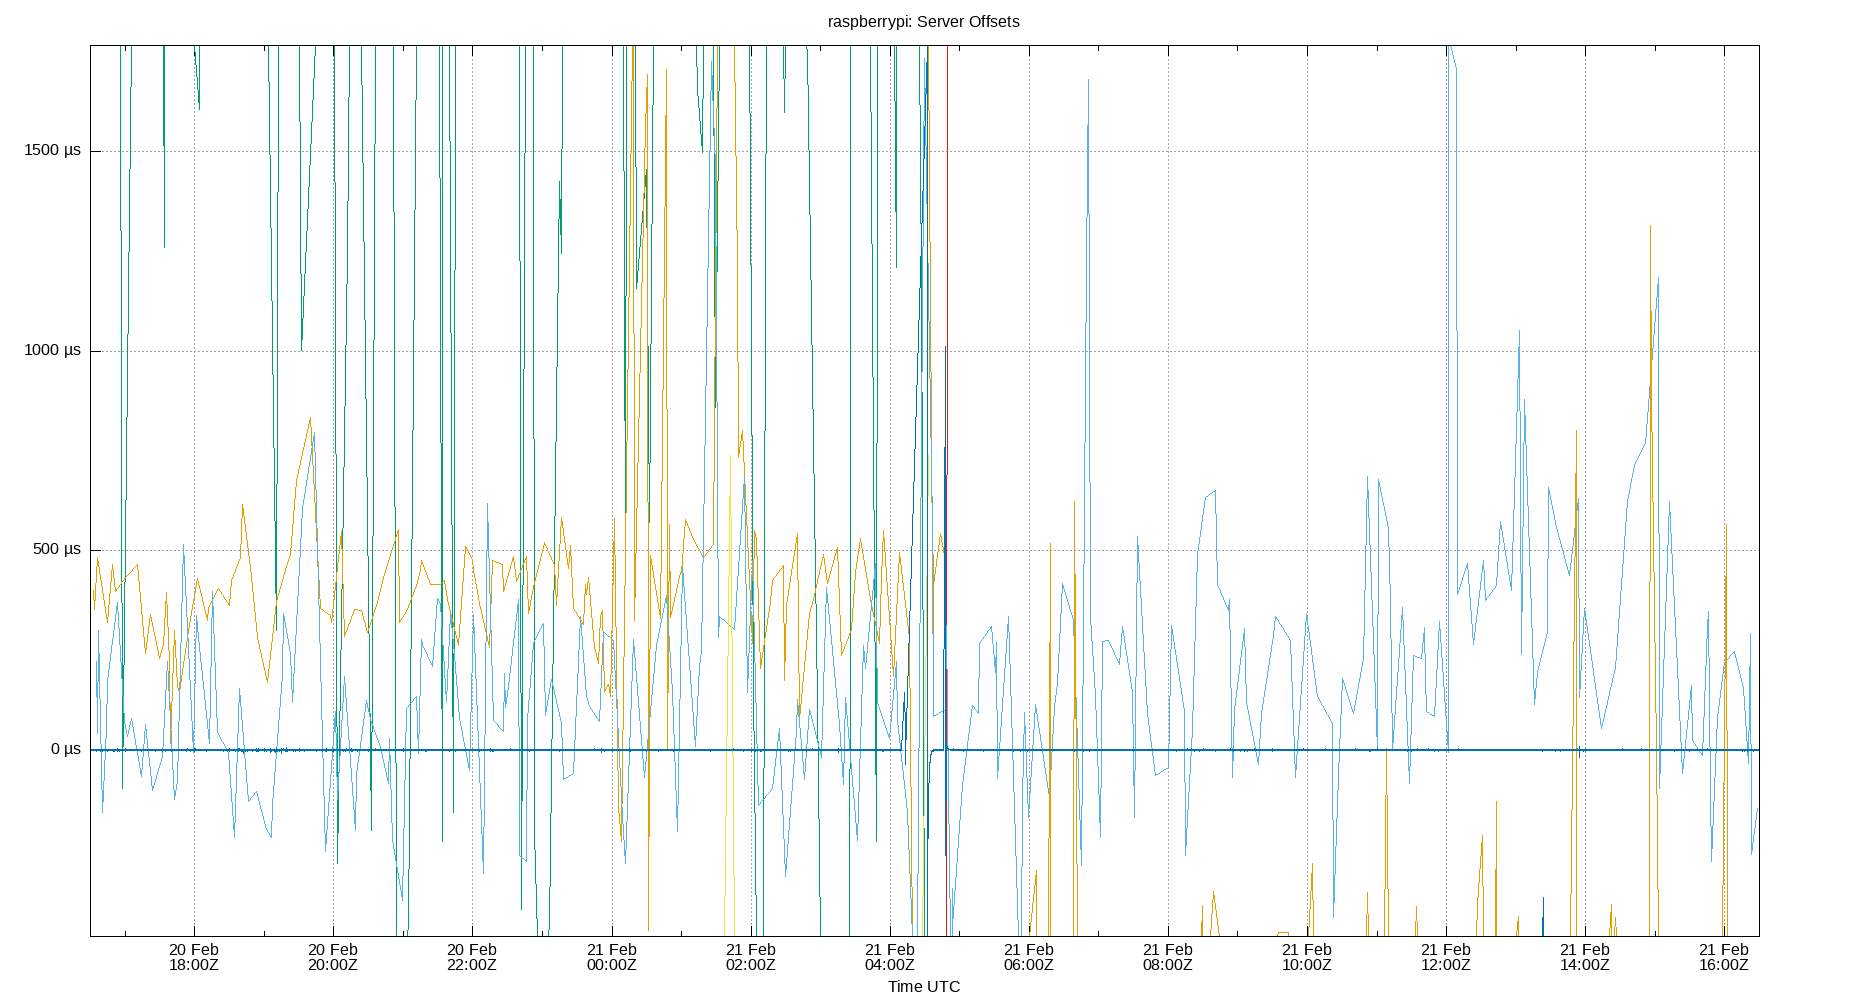 raspberrypi: Server Offsets
1500 µs
1000 µs
500 µs
0 µs
20 Feb 18:00Z
20 Feb 20:00Z
20 Feb 22:00Z
21 Feb 00:00Z
21 Feb 02:00Z
21 Feb 04:00Z
21 Feb 06:00Z
21 Feb 08:00Z
21 Feb 10:00Z
21 Feb 12:00Z
21 Feb 14:00Z
21 Feb 16:00Z
Time UTC